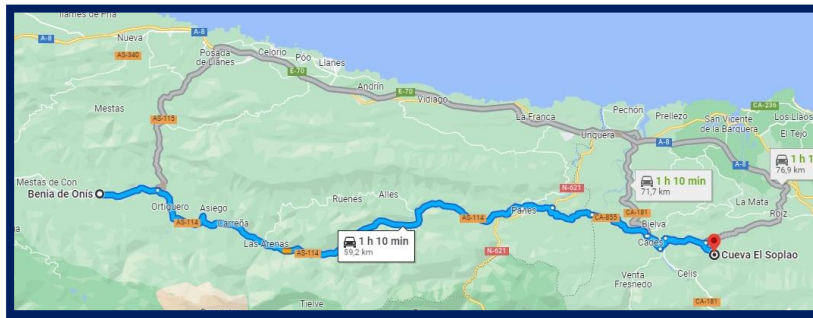 Nueva
A-8
A-8
AS-340
Posada
de Llanes
Celorio
Póo
Llanes
E-70
Andrín
E-70
Vidiago
La Franca
Pechón
Prellezo
CA-236
San Vicente
de la Barquera
Los Llaos
El Tejo
Unquera
A-8
A-8
Mestas
AS-115
1 h 1
76,9 km
1 h 10 min
71,7 km
La Mata
Roiz
Mestas de Con
Benia de Onís
Ortiguero
Asiego
Ruenes
Alles
N-621
Panes
AS-114
CA-855
CA-181
Bielva
AS-114
Carreña
Las Arenas
AS-114
1 h 10 min
59,2 km
N-621
Cades
Cueva El Soplao
Venta
Fresnedo
Celis
CA-181
Tielve